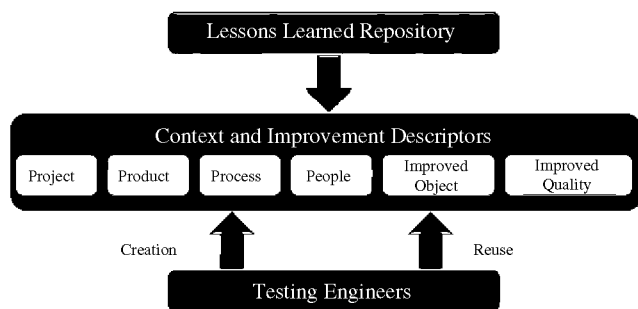 Lessons Learned Repository
Context and Improvement Descriptors
Project
Product
Process
People
Improved
Object
Improved
Quality
Creation
Reuse
Testing Engineers